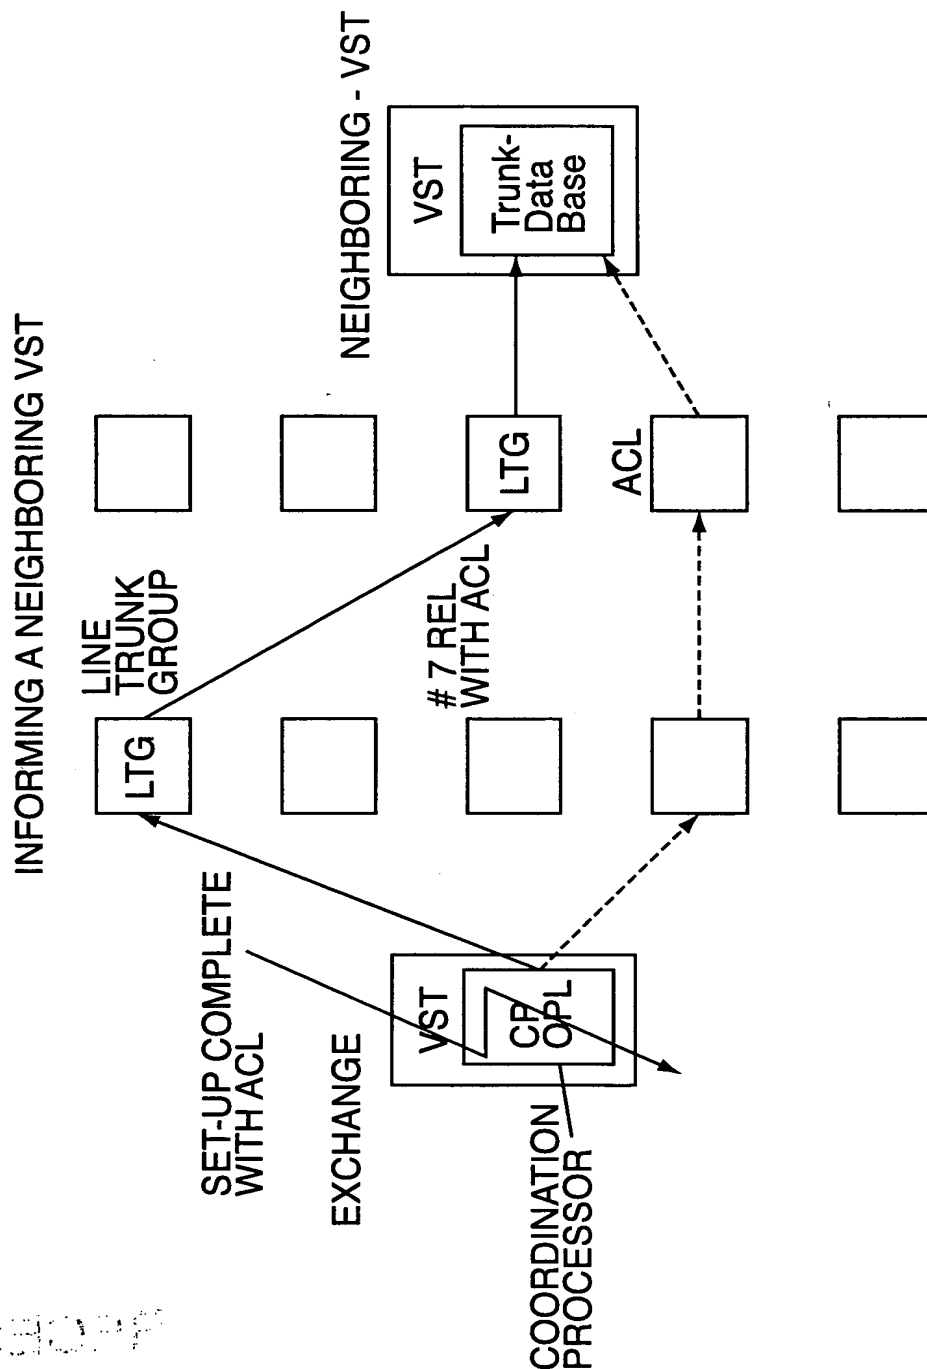 INFORMING A NEIGHBORING VST
LINE
TRUNK
GROUP
LTG
SET-UP COMPLETE
WITH ACL
EXCHANGE
VST
CP
OPL
COORDINATION
PROCESSOR
# 7 REL
WITH ACL
LTG
ACL
NEIGHBORING - VST
VST
Trunk-
Data
Base